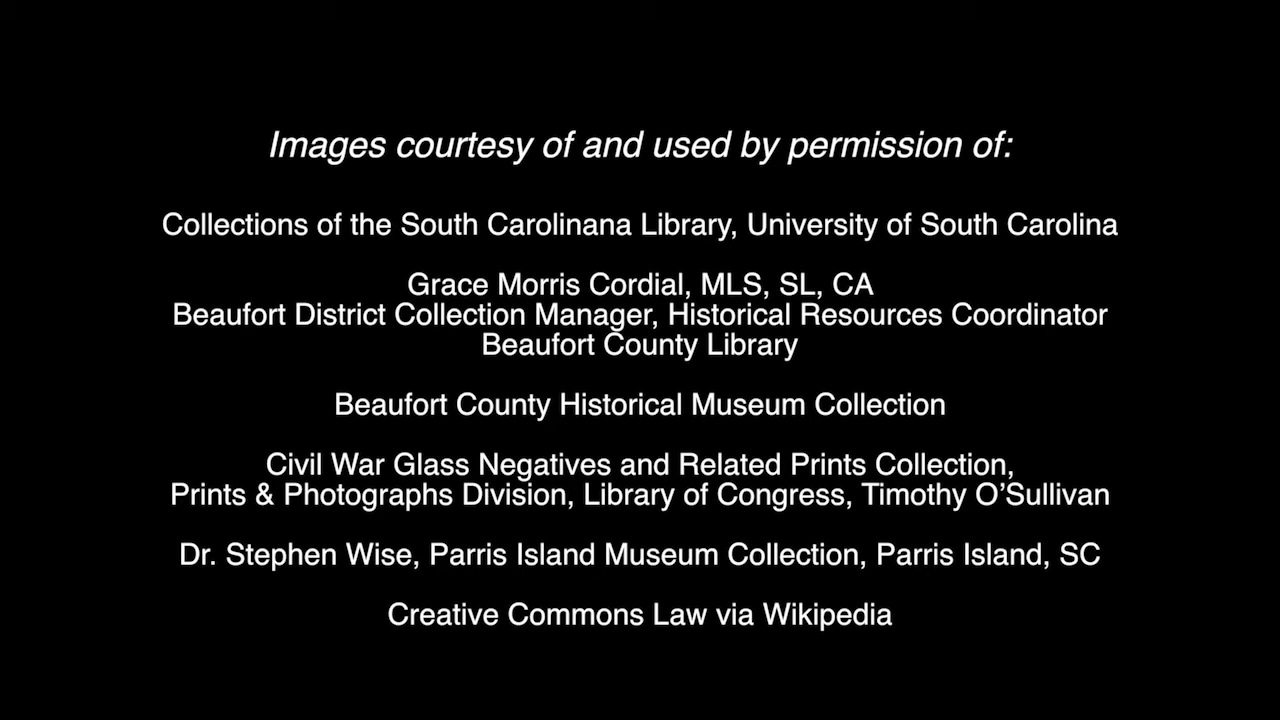 Images courtesy of and used by permission of:
Collections of the South Carolinana Library, University of South Carolina
Grace Morris Cordial, MLS, SL, CA
Beaufort District Collection Manager, Historical Resources Coordinator
Beaufort County Library
Beaufort County Historical Museum Collection
Civil War Glass Negatives and Related Prints Collection,
Prints & Photographs Division, Library of Congress, Timothy O’Sullivan
Dr. Stephen Wise, Parris Island Museum Collection, Parris Island, SC
Creative Commons Law via Wikipedia